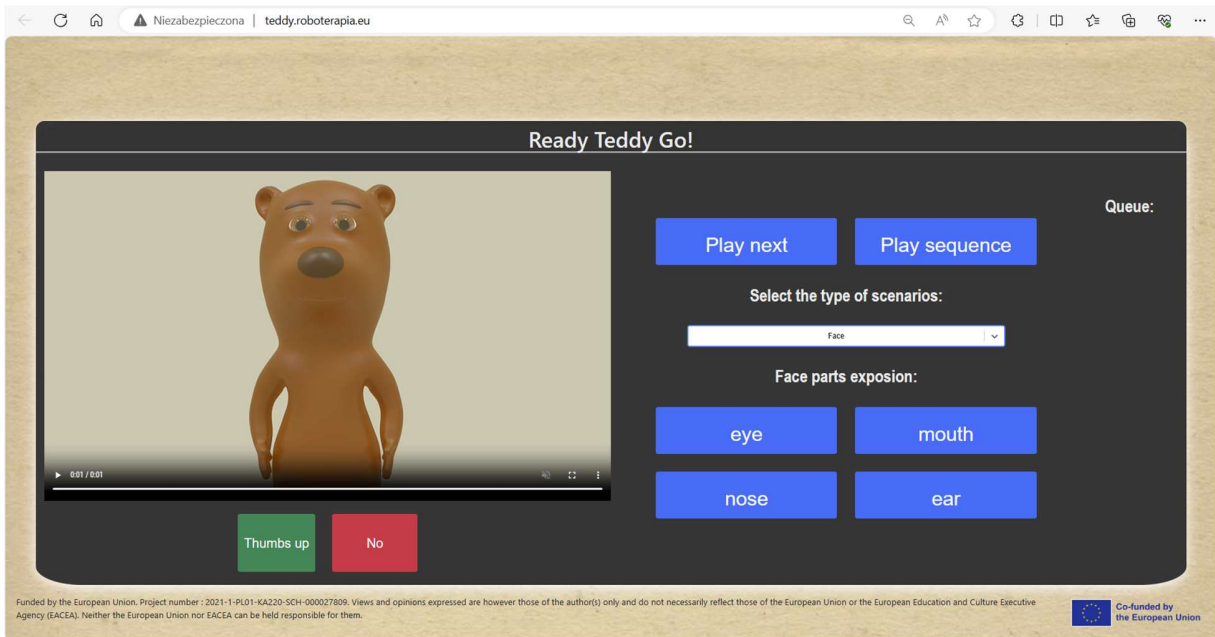 Niezabezpieczona | teddy.roboterapia.eu
Ready Teddy Go!
Queue:
Play next
Play sequence
Select the type of scenarios:
Face
Face parts exposion:
eye
mouth
nose
ear
0:01 / 0:01
Thumbs up
No
Funded by the European Union. Project number : 2021-1-PL01-KA220-SCH-000027809. Views and opinions expressed are however those of the author(s) only and do not necessarily reflect those of the European Union or the European Education and Culture Executive
Agency (EACEA). Neither the European Union nor EACEA can be held responsible for them.
Co-funded by
the European Union